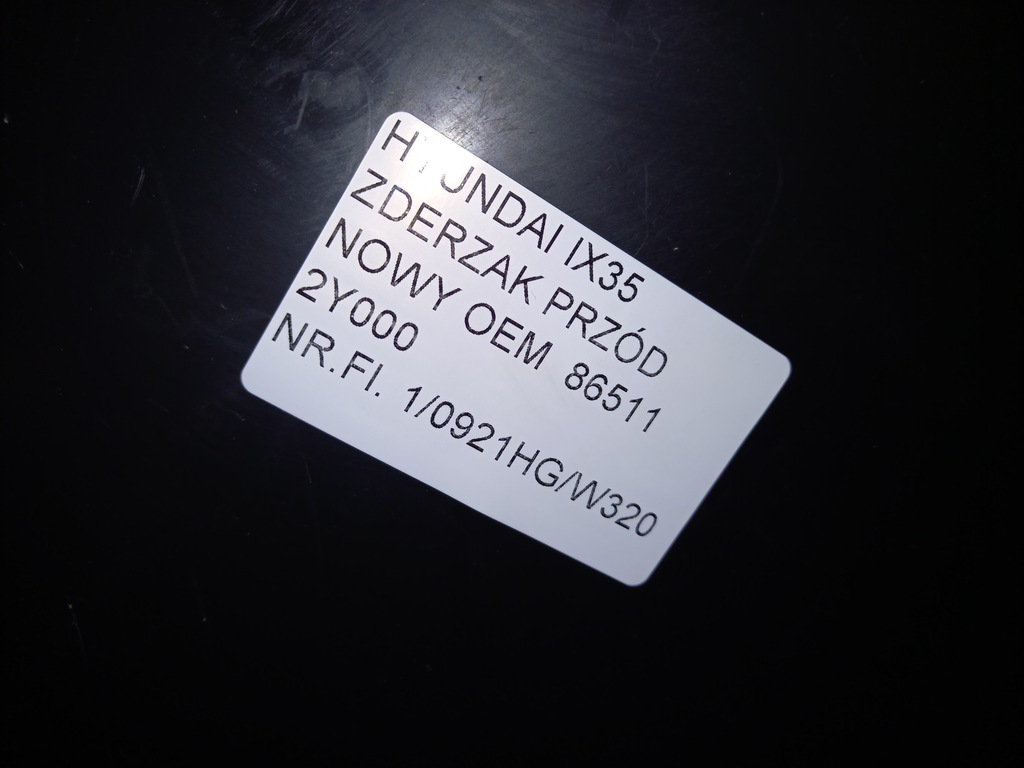 HYUNDAI IX35
ZDERZAK PRZÓD
NOWY OEM 86511
2Y000
NR.FI. 1/0921HG/W320